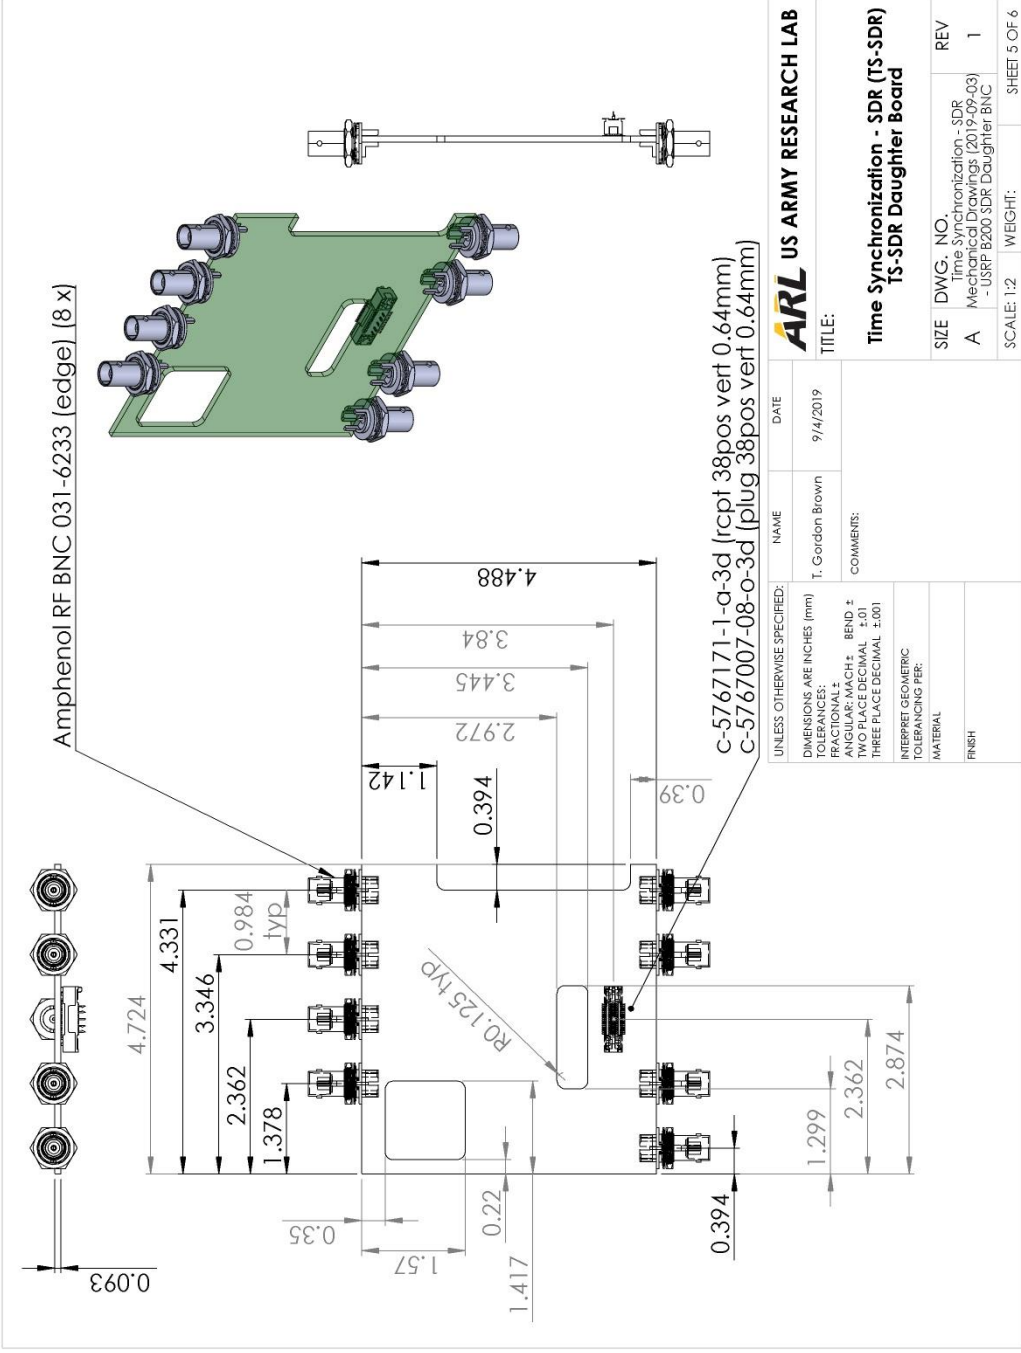 Amphenol RF BNC 031-6233 (edge) (8 x)
0.093
4.724
4.331
0.984
typ
3.346
2.362
1.378
0.35
1.57
0.22
1.417
R0.125 typ
0.394
1.142
2.972
3.445
3.84
4.488
0.39
0.394
1.299
2.362
2.874
c-5767171-1-a-3d (rcpt 38pos vert 0.64mm)
c-5767007-08-o-3d (plug 38pos vert 0.64mm)
UNLESS OTHERWISE SPECIFIED:
DIMENSIONS ARE INCHES (mm)
TOLERANCES:
FRACTIONAL ±
ANGULAR: MACH ± BEND ±
TWO PLACE DECIMAL ±.01
THREE PLACE DECIMAL ±.001
INTERPRET GEOMETRIC
TOLERANCING PER:
MATERIAL
FINISH
NAME
DATE
T. Gordon Brown
9/4/2019
COMMENTS:
ARL US ARMY RESEARCH LAB
TITLE:
Time Synchronization - SDR (TS-SDR)
TS-SDR Daughter Board
SIZE
A
DWG. NO.
Time Synchronization - SDR
Mechanical Drawings (2019-09-03)
- USRP B200 SDR Daughter BNC
REV
1
SCALE: 1:2
WEIGHT:
SHEET 5 OF 6